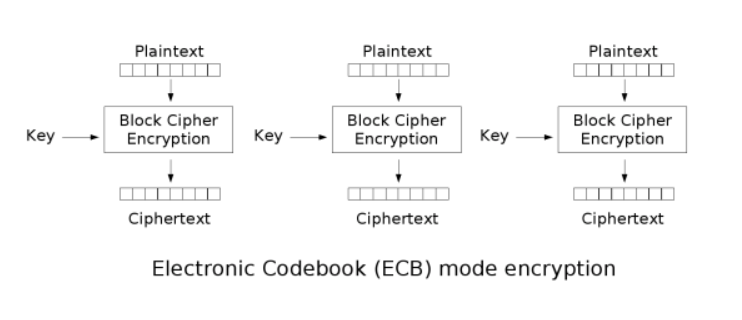 Plaintext
Plaintext
Plaintext
Key
Block Cipher
Encryption
Key
Block Cipher
Encryption
Key
Block Cipher
Encryption
Ciphertext
Ciphertext
Ciphertext
Electronic Codebook (ECB) mode encryption